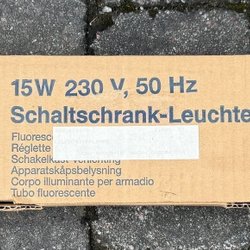 15W 230 V, 50 Hz
Schaltschrank-Leuchte
Réglette
Schakelkast-verlichting
Apparatskåpsbelysning
Corpo illuminante per armadio
Tubo fluorescente